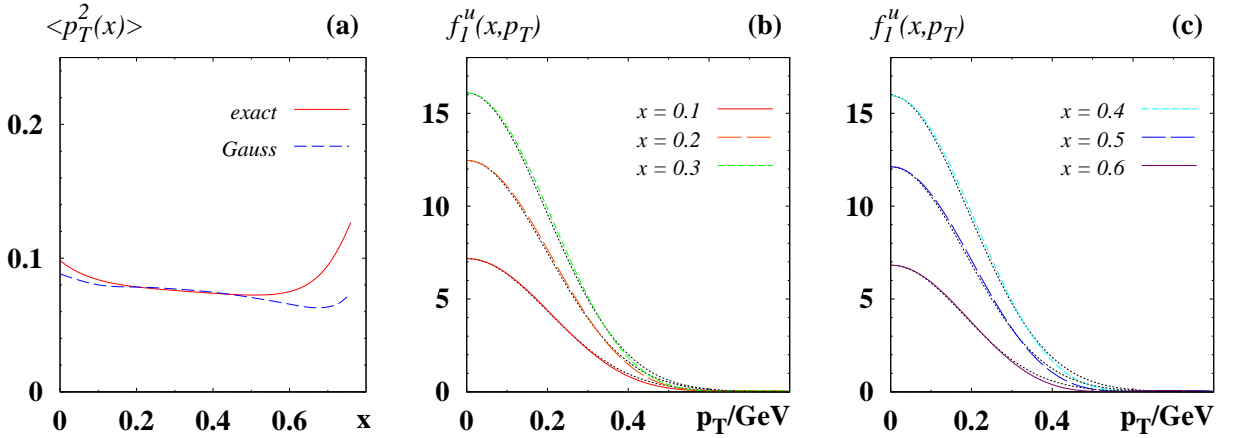 <p_T^2(x)> (a)
0.2
0.1
0
exact
Gauss
0 0.2 0.4 0.6 x
f_1^u(x,p_T) (b)
15
10
5
0
x = 0.1
x = 0.2
x = 0.3
0 0.2 0.4 p_T/GeV
f_1^u(x,p_T) (c)
15
10
5
0
x = 0.4
x = 0.5
x = 0.6
0 0.2 0.4 p_T/GeV